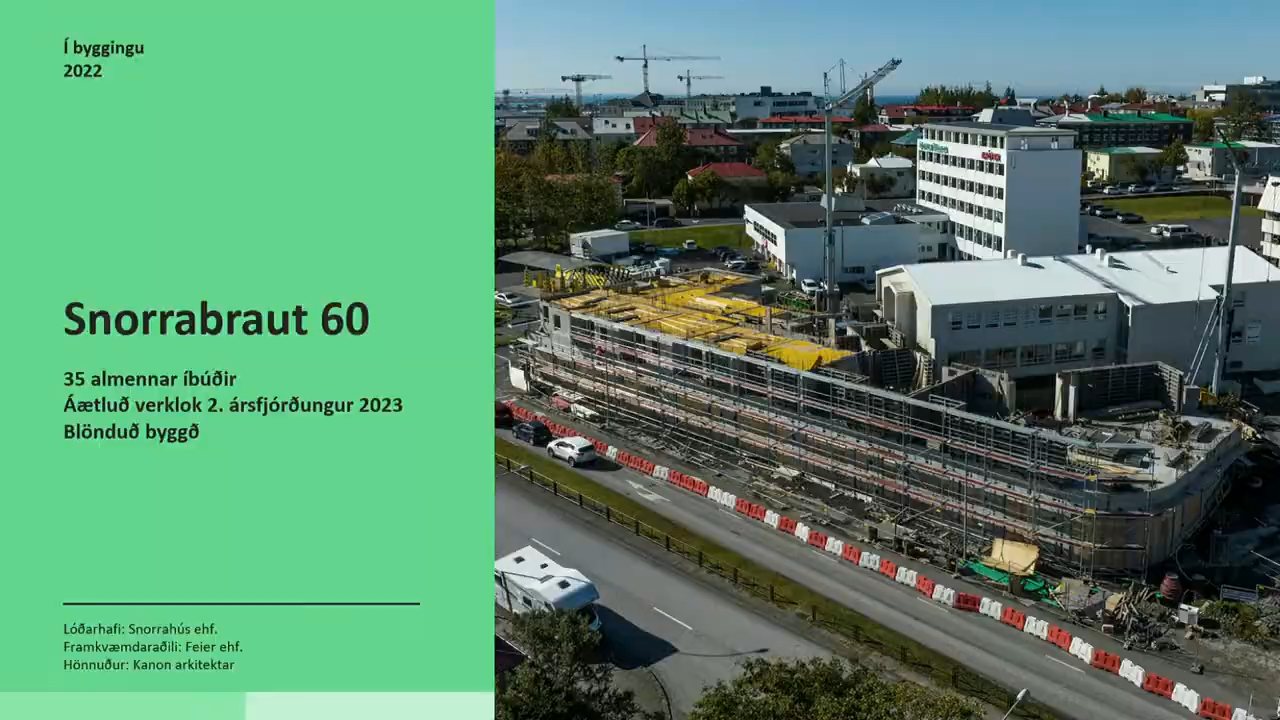 Í byggingu
2022
Snorrabraut 60
35 almennar íbúðir
Áætluð verklok 2. ársfjórðungur 2023
Blönduð byggð
Lóðarhafi: Snorrahús ehf.
Framkvæmdaraðili: Feier ehf.
Hönnuður: Kanon arkitektar